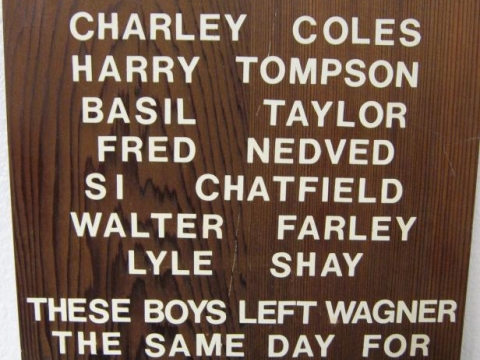 CHARLEY COLES
HARRY TOMPSON
BASIL TAYLOR
FRED NEDVED
SI CHATFIELD
WALTER FARLEY
LYLE SHAY
THESE BOYS LEFT WAGNER
THE SAME DAY FOR